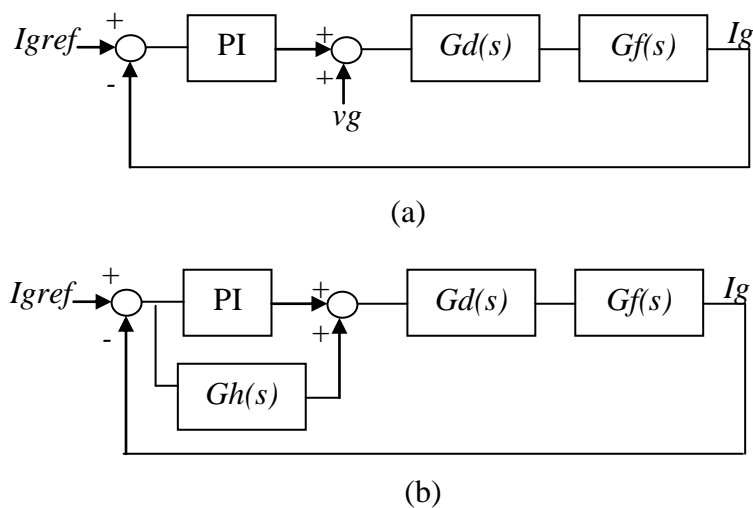 + + Ig
Igref PI Gd(s) Gf(s)
- +
vg
(a)
+ + Ig
Igref PI Gd(s) Gf(s)
- +
Gh(s)
(b)